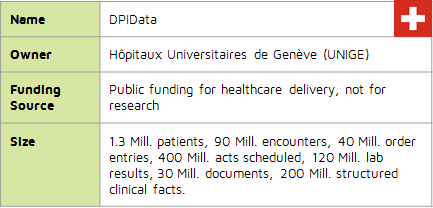 Name DPIData
Owner Hôpitaux Universitaires de Genève (UNIGE)
Funding Source Public funding for healthcare delivery, not for
research
Size 1.3 Mill. patients, 90 Mill. encounters, 40 Mill. order
entries, 400 Mill. acts scheduled, 120 Mill. lab
results, 30 Mill. documents, 200 Mill. structured
clinical facts.